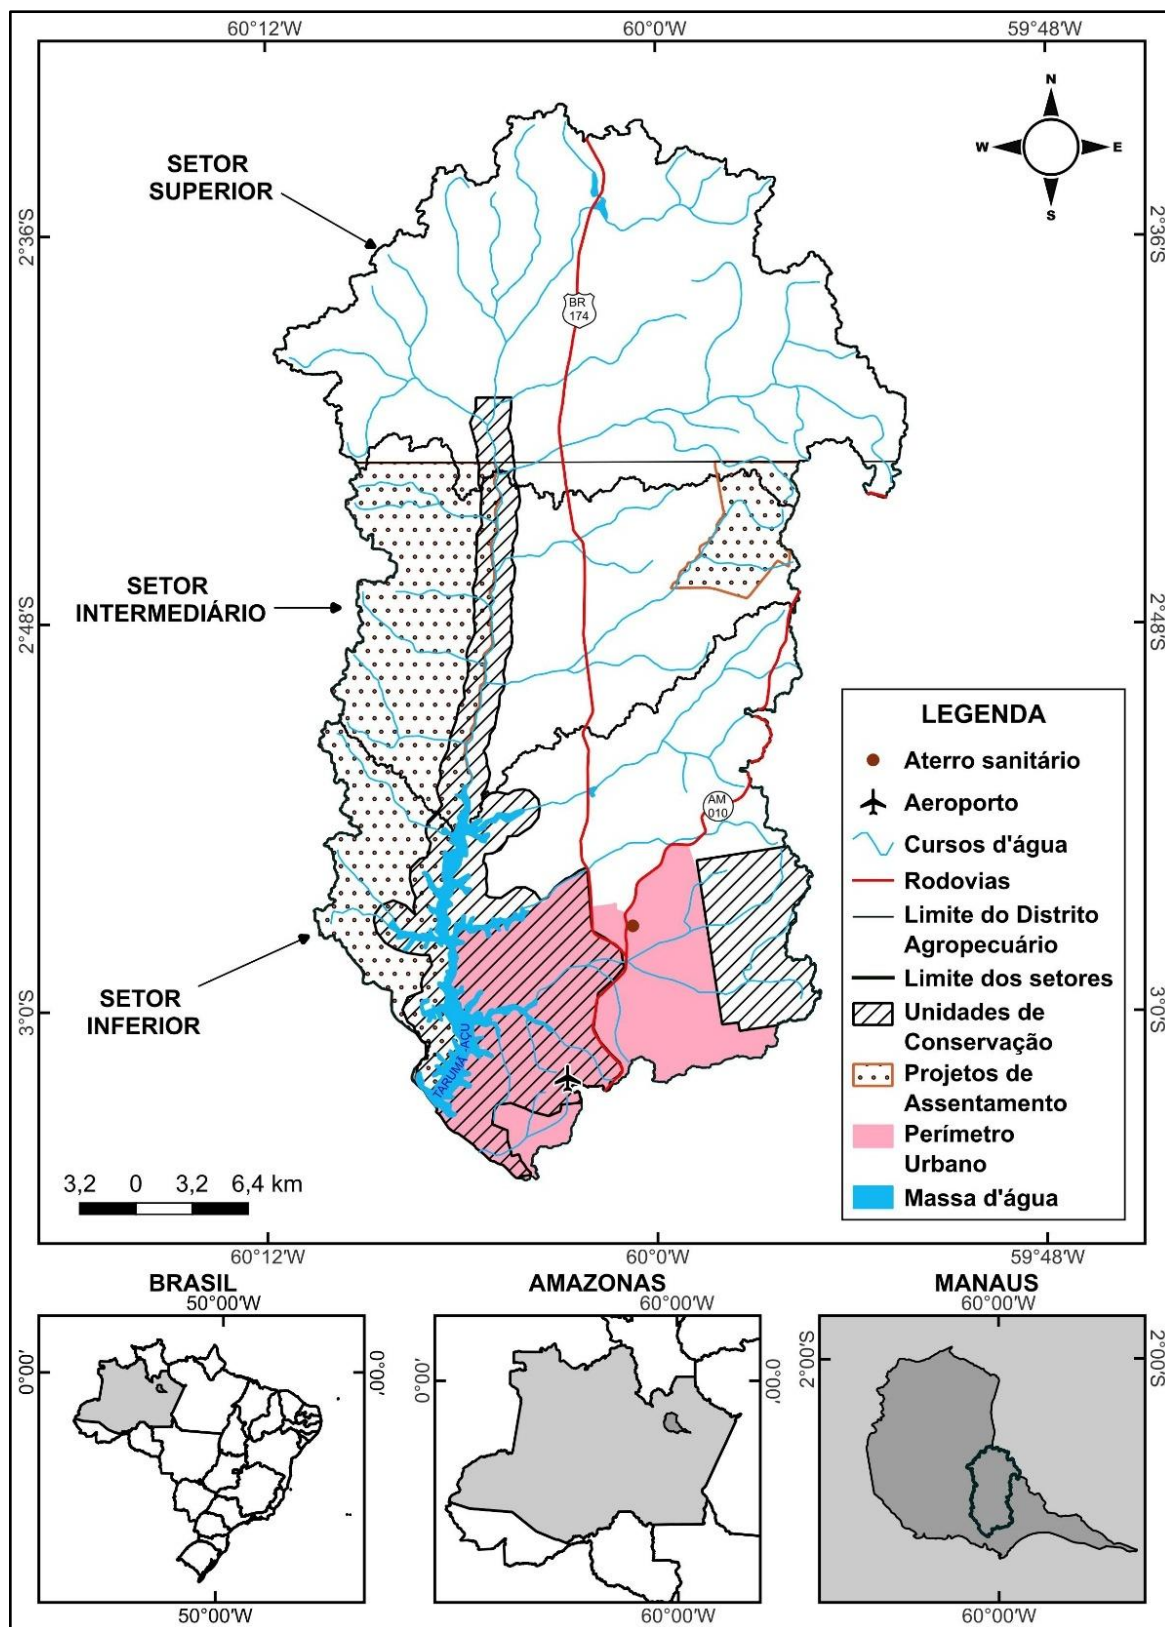 60°12'W
60°0'W
59°48'W
N
W
E
S
SETOR
SUPERIOR
2°36'S
2°36'S
BR
174
SETOR
INTERMEDIÁRIO
2°48'S
2°48'S
AM
010
SETOR
INFERIOR
3°0'S
3°0'S
TARUMÃ-AÇU
LEGENDA
Aterro sanitário
Aeroporto
Cursos d'água
Rodovias
Limite do Distrito
Agropecuário
Limite dos setores
Unidades de
Conservação
Projetos de
Assentamento
Perímetro
Urbano
Massa d'água
3,2 0 3,2 6,4 km
60°12'W
60°0'W
59°48'W
BRASIL
50°00'W
0°00'
0°00'
50°00'W
AMAZONAS
60°00'W
0°00'
0°00'
60°00'W
MANAUS
60°00'W
2°00'S
2°00'S
60°00'W